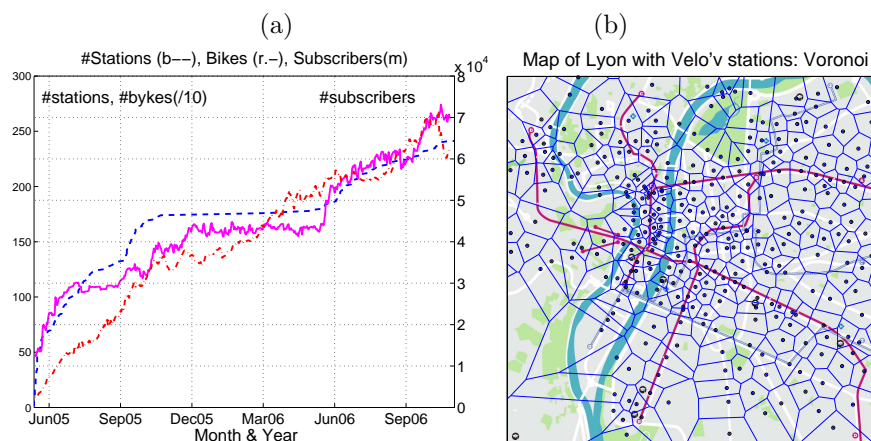 (a)
#Stations (b−−), Bikes (r.−), Subscribers(m)
x 10^4
#stations, #bykes(/10)
#subscribers
300
250
200
150
100
50
0
8
7
6
5
4
3
2
1
0
Jun05 Sep05 Dec05 Mar06 Jun06 Sep06
Month & Year
(b)
Map of Lyon with Velo'v stations: Voronoi